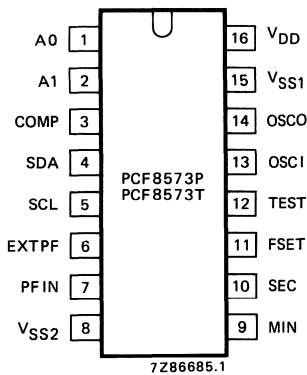 A0 1 16 VDD
A1 2 15 VSS1
COMP 3 14 OSCO
SDA 4 13 OSCI
PCF8573P
PCF8573T
SCL 5 12 TEST
EXTPF 6 11 FSET
PFIN 7 10 SEC
VSS2 8 9 MIN
7Z86685.1